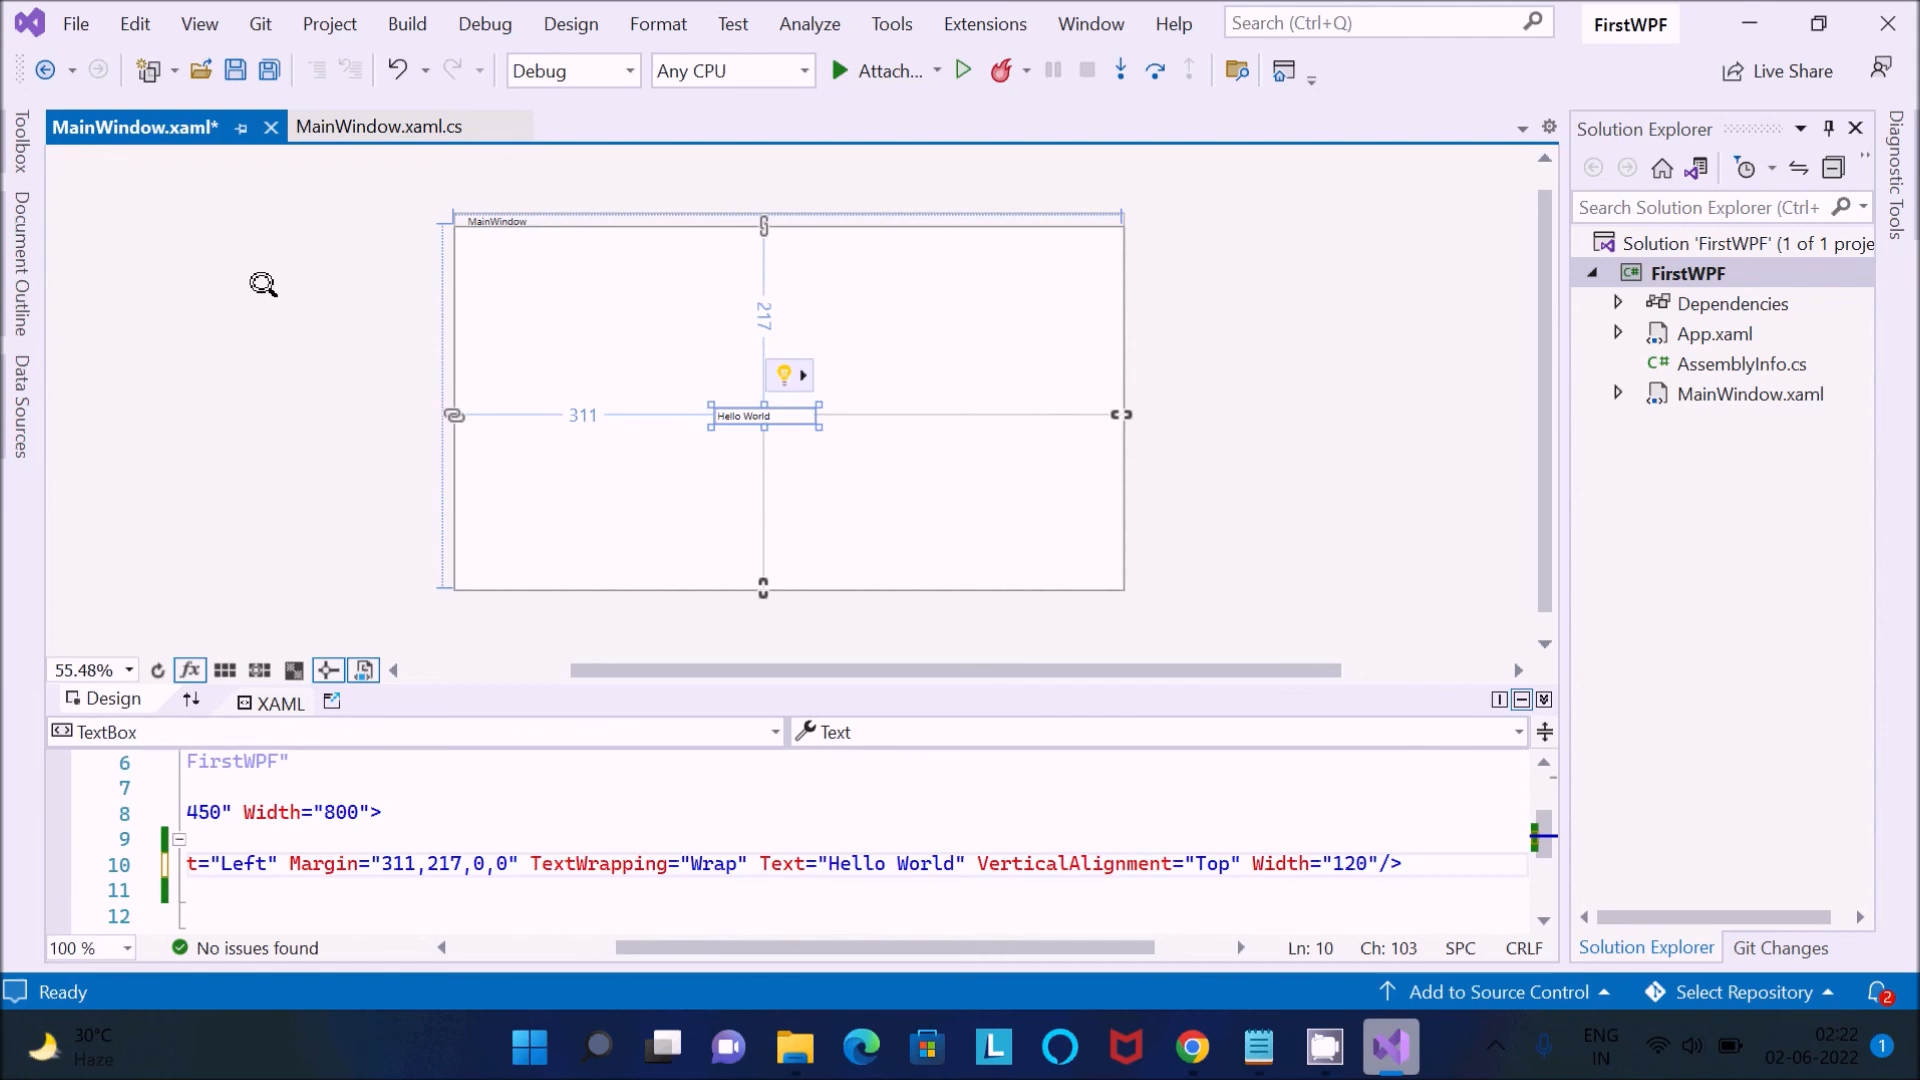 File Edit View Git Project Build Debug Design Format Test Analyze Tools Extensions Window Help Search (Ctrl+Q) FirstWPF
Debug Any CPU Attach... Live Share
MainWindow.xaml* MainWindow.xaml.cs
Toolbox
Document Outline
Data Sources
MainWindow
217
311
Hello World
Solution Explorer
Search Solution Explorer (Ctrl+
Solution 'FirstWPF' (1 of 1 proje
FirstWPF
Dependencies
App.xaml
C# AssemblyInfo.cs
MainWindow.xaml
Diagnostic Tools
55.48% fx
Design XAML
TextBox Text
6 FirstWPF"
7
8 450" Width="800">
9
10 t="Left" Margin="311,217,0,0" TextWrapping="Wrap" Text="Hello World" VerticalAlignment="Top" Width="120"/>
11
12
100 % No issues found Ln: 10 Ch: 103 SPC CRLF
Solution Explorer Git Changes
Ready Add to Source Control Select Repository 2
30°C
Haze
L
ENG
IN
02:22
02-06-2022
1